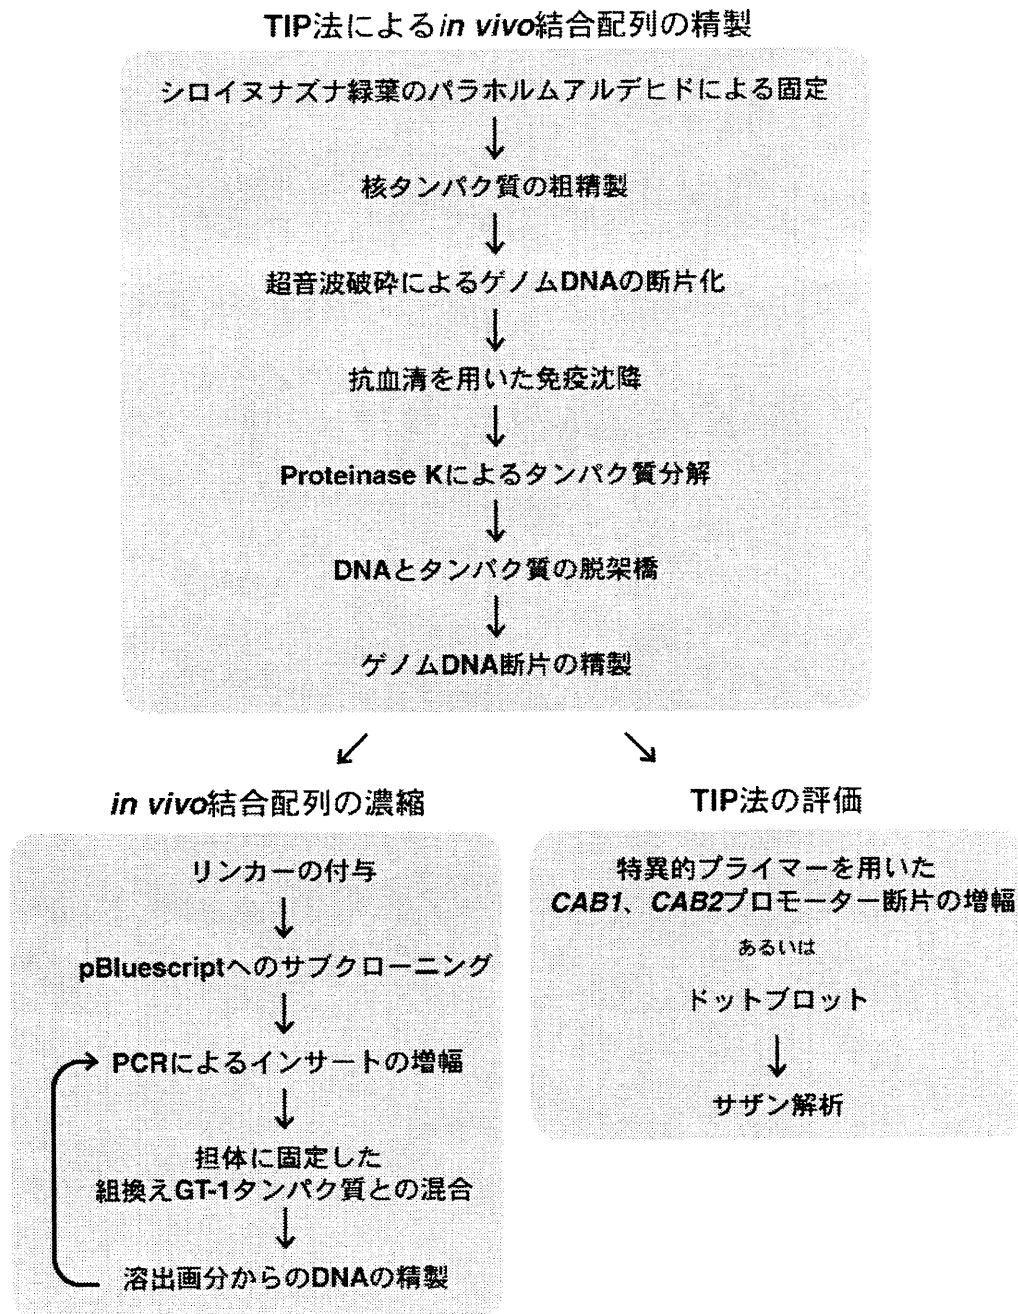 TIP法によるin vivo結合配列の精製
シロイヌナズナ緑葉のパラホルムアルデヒドによる固定
核タンパク質の粗精製
超音波破砕によるゲノムDNAの断片化
抗血清を用いた免疫沈降
Proteinase Kによるタンパク質分解
DNAとタンパク質の脱架橋
ゲノムDNA断片の精製
in vivo結合配列の濃縮
リンカーの付与
pBluescriptへのサブクローニング
PCRによるインサートの増幅
担体に固定した
組換えGT-1タンパク質との混合
溶出画分からのDNAの精製
TIP法の評価
特異的プライマーを用いた
CAB1、CAB2プロモーター断片の増幅
あるいは
ドットブロット
サザン解析